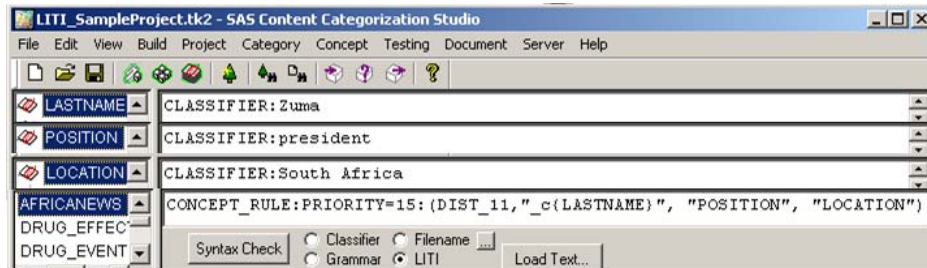 LITI_SampleProject.tk2 - SAS Content Categorization Studio
File Edit View Build Project Category Concept Testing Document Server Help
LASTNAME CLASSIFIER:Zuma
POSITION CLASSIFIER:president
LOCATION CLASSIFIER:South Africa
AFRICANEWS CONCEPT_RULE:PRIORITY=15:(DIST_11,"_c{LASTNAME}", "POSITION", "LOCATION")
DRUG_EFFEC
DRUG_EVENT
Syntax Check Classifier Filename ... Load Text...
Grammar LITI